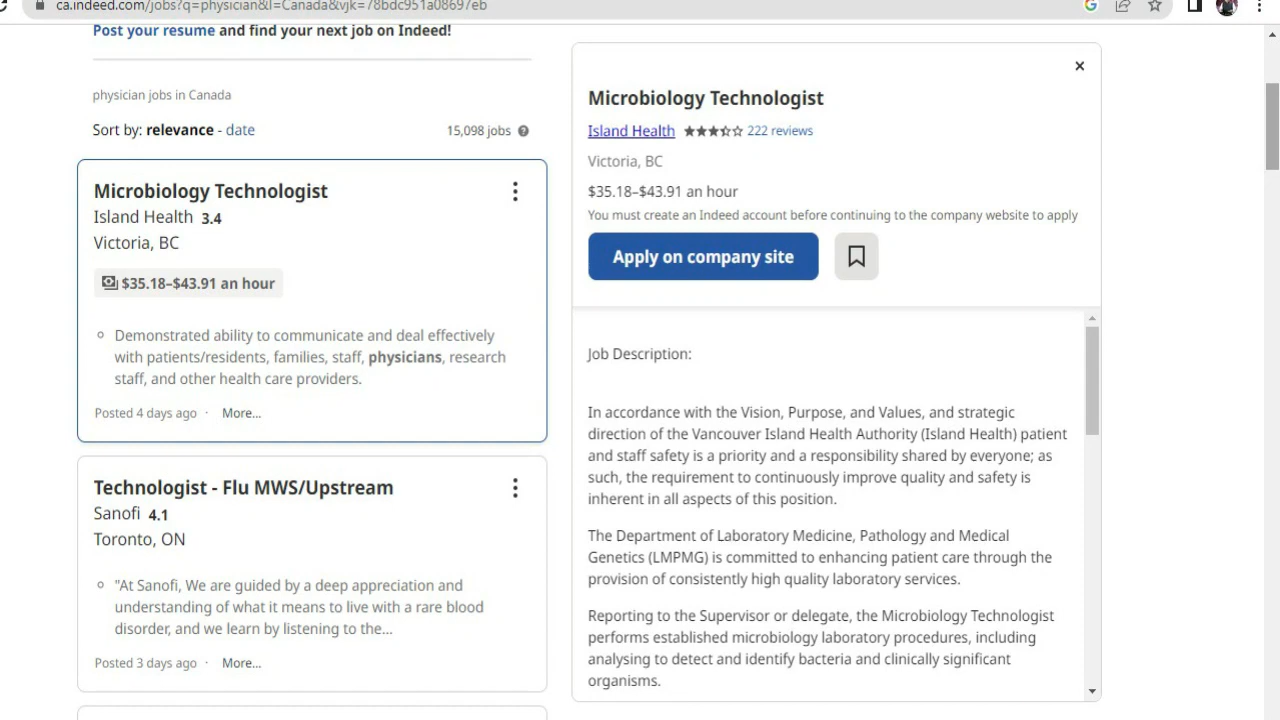 ca.indeed.com/jobs?q=physician&l=Canada&vjk=78bdc951a08697eb
Post your resume and find your next job on Indeed!
physician jobs in Canada
Sort by: relevance - date
15,098 jobs
Microbiology Technologist
Island Health 3.4
Victoria, BC
$35.18–$43.91 an hour
Demonstrated ability to communicate and deal effectively
with patients/residents, families, staff, physicians, research
staff, and other health care providers.
Posted 4 days ago · More...
Technologist - Flu MWS/Upstream
Sanofi 4.1
Toronto, ON
"At Sanofi, We are guided by a deep appreciation and
understanding of what it means to live with a rare blood
disorder, and we learn by listening to the...
Posted 3 days ago · More...
Microbiology Technologist
Island Health 222 reviews
Victoria, BC
$35.18–$43.91 an hour
You must create an Indeed account before continuing to the company website to apply
Apply on company site
Job Description:
In accordance with the Vision, Purpose, and Values, and strategic
direction of the Vancouver Island Health Authority (Island Health) patient
and staff safety is a priority and a responsibility shared by everyone; as
such, the requirement to continuously improve quality and safety is
inherent in all aspects of this position.
The Department of Laboratory Medicine, Pathology and Medical
Genetics (LMPMG) is committed to enhancing patient care through the
provision of consistently high quality laboratory services.
Reporting to the Supervisor or delegate, the Microbiology Technologist
performs established microbiology laboratory procedures, including
analysing to detect and identify bacteria and clinically significant
organisms.